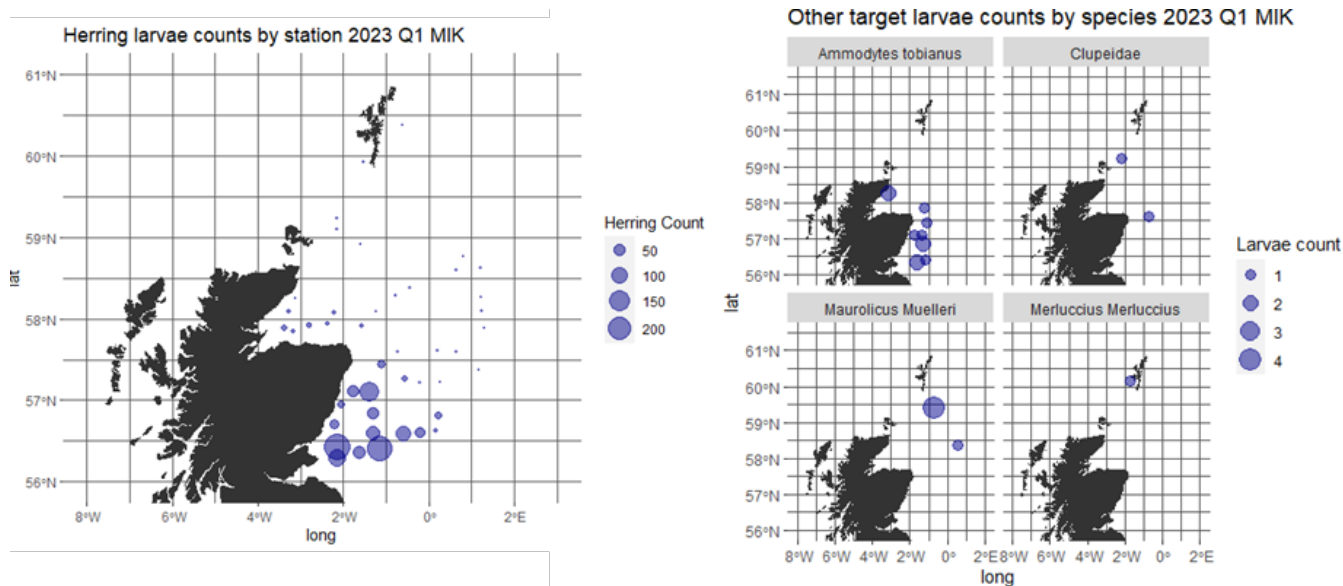 Herring larvae counts by station 2023 Q1 MIK
61°N
60°N
59°N
58°N
57°N
56°N
lat
8°W 6°W 4°W 2°W 0° 2°E
long
Herring Count
50
100
150
200
Other target larvae counts by species 2023 Q1 MIK
Ammodytes tobianus Clupeidae
61°N
60°N
59°N
58°N
57°N
56°N
lat
Maurolicus Muelleri Merluccius Merluccius
61°N
60°N
59°N
58°N
57°N
56°N
8°W 6°W 4°W 2°W 0° 2°E 8°W 6°W 4°W 2°W 0° 2°E
long
Larvae count
1
2
3
4